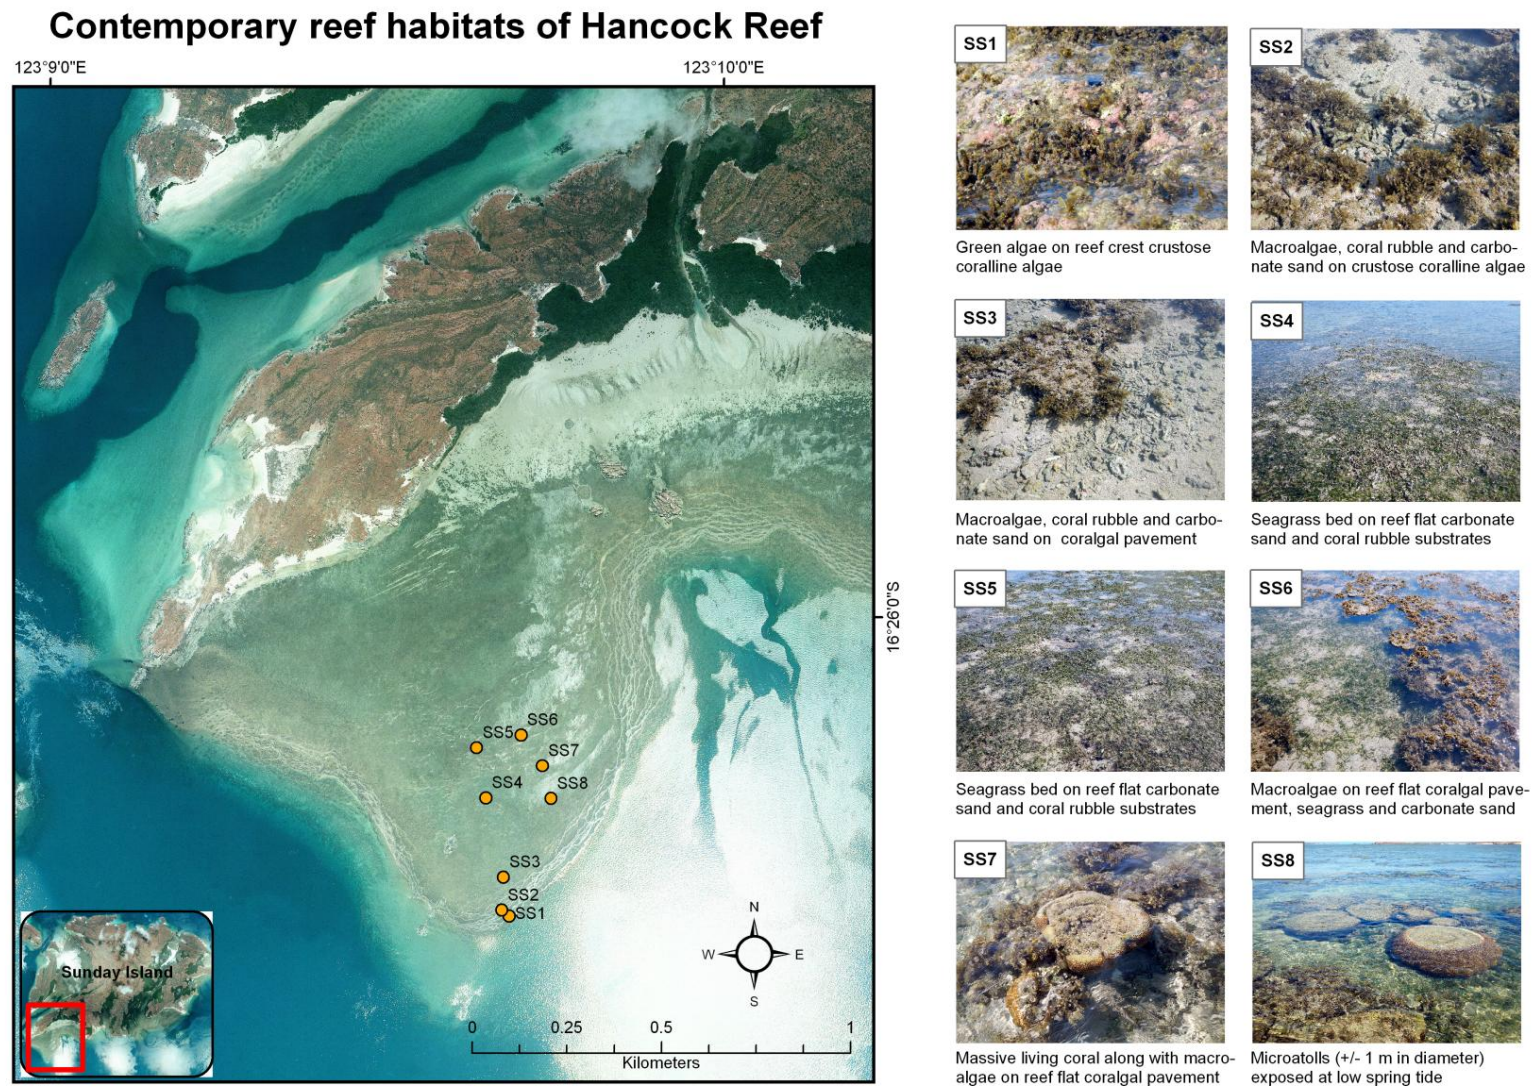 Contemporary reef habitats of Hancock Reef
123°9'0"E
123°10'0"E
16°26'0"S
SS6
SS5
SS7
SS4
SS8
SS3
SS2
SS1
N
W
E
S
Sunday Island
0
0.25
0.5
1
Kilometers
SS1
Green algae on reef crest crustose
coralline algae
SS2
Macroalgae, coral rubble and carbo-
nate sand on crustose coralline algae
SS3
Macroalgae, coral rubble and carbo-
nate sand on coralgal pavement
SS4
Seagrass bed on reef flat carbonate
sand and coral rubble substrates
SS5
Seagrass bed on reef flat carbonate
sand and coral rubble substrates
SS6
Macroalgae on reef flat coralgal pave-
ment, seagrass and carbonate sand
SS7
Massive living coral along with macro-
algae on reef flat coralgal pavement
SS8
Microatolls (+/- 1 m in diameter)
exposed at low spring tide